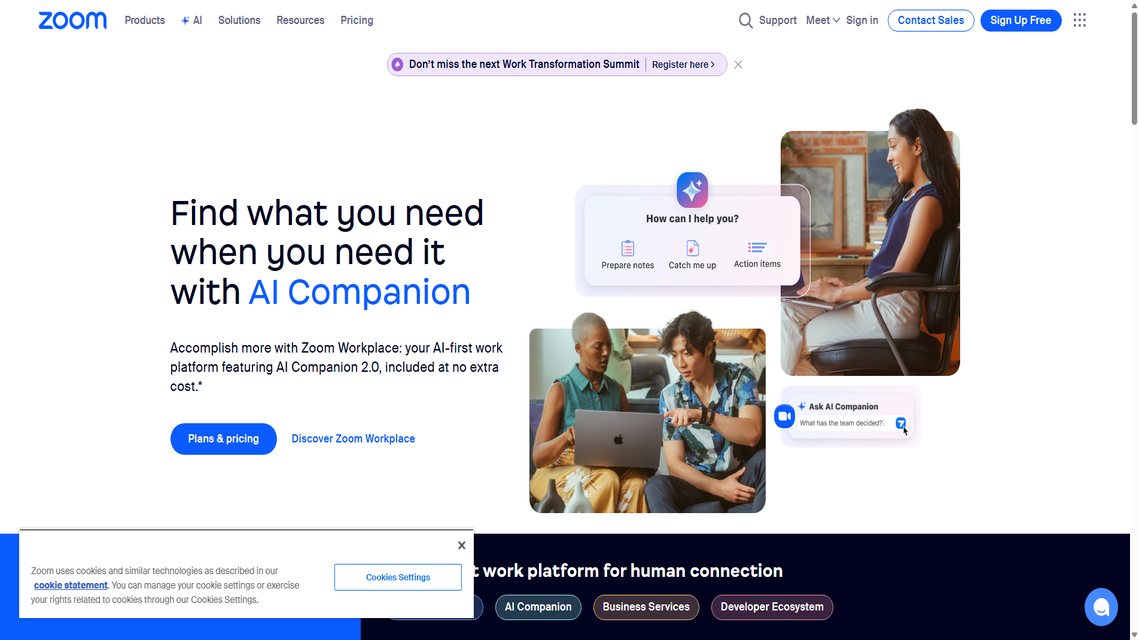 zoom
Products
AI
Solutions
Resources
Pricing
Support
Meet
Sign in
Contact Sales
Sign Up Free
Don't miss the next Work Transformation Summit
Register here
Find what you need
when you need it
with AI Companion
Accomplish more with Zoom Workplace: your AI-first work
platform featuring AI Companion 2.0, included at no extra
cost.*
Plans & pricing
Discover Zoom Workplace
How can I help you?
Prepare notes
Catch me up
Action items
Ask AI Companion
What has the team decided?
work platform for human connection
AI Companion
Business Services
Developer Ecosystem
Zoom uses cookies and similar technologies as described in our
cookie statement. You can manage your cookie settings or exercise
your rights related to cookies through our Cookies Settings.
Cookies Settings